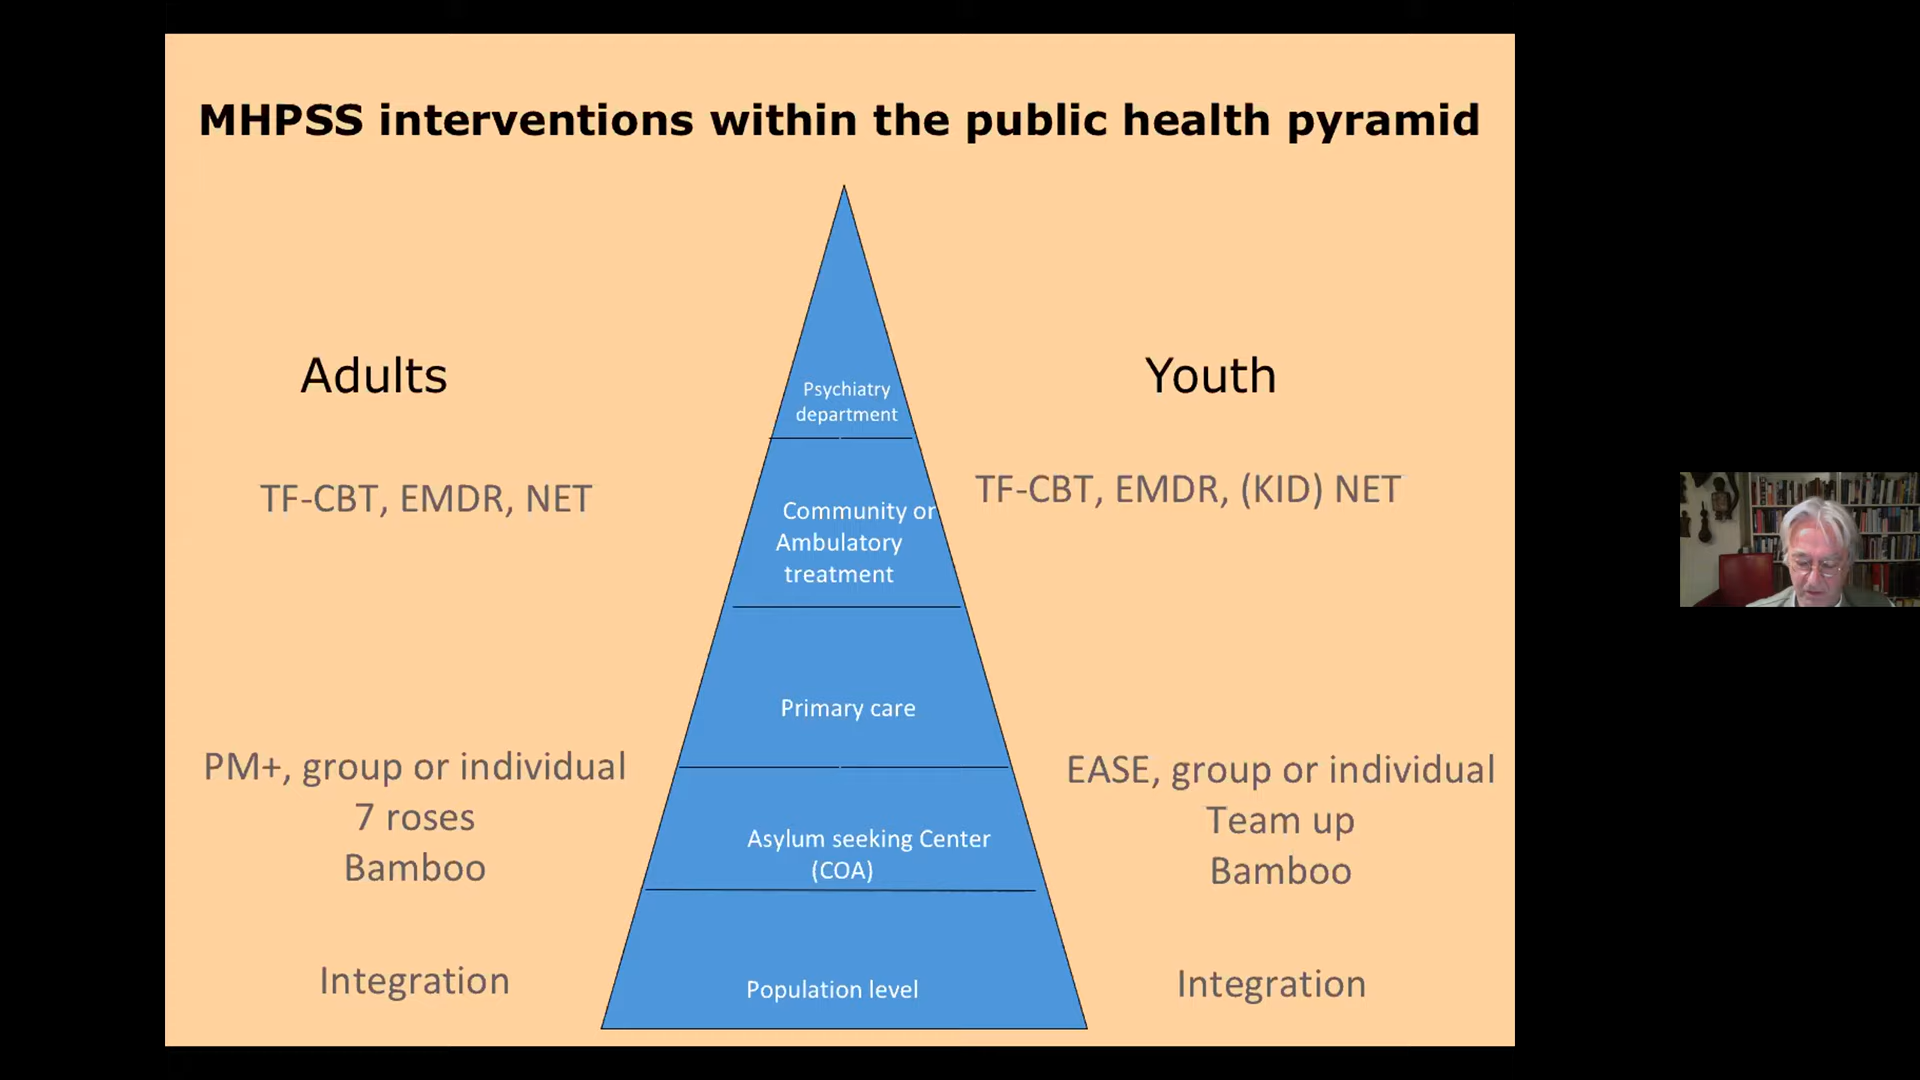 MHPSS interventions within the public health pyramid
Adults
Youth
Psychiatry
department
TF-CBT, EMDR, NET
TF-CBT, EMDR, (KID) NET
Community or
Ambulatory
treatment
Primary care
PM+, group or individual
7 roses
Bamboo
EASE, group or individual
Team up
Bamboo
Asylum seeking Center
(COA)
Integration
Population level
Integration